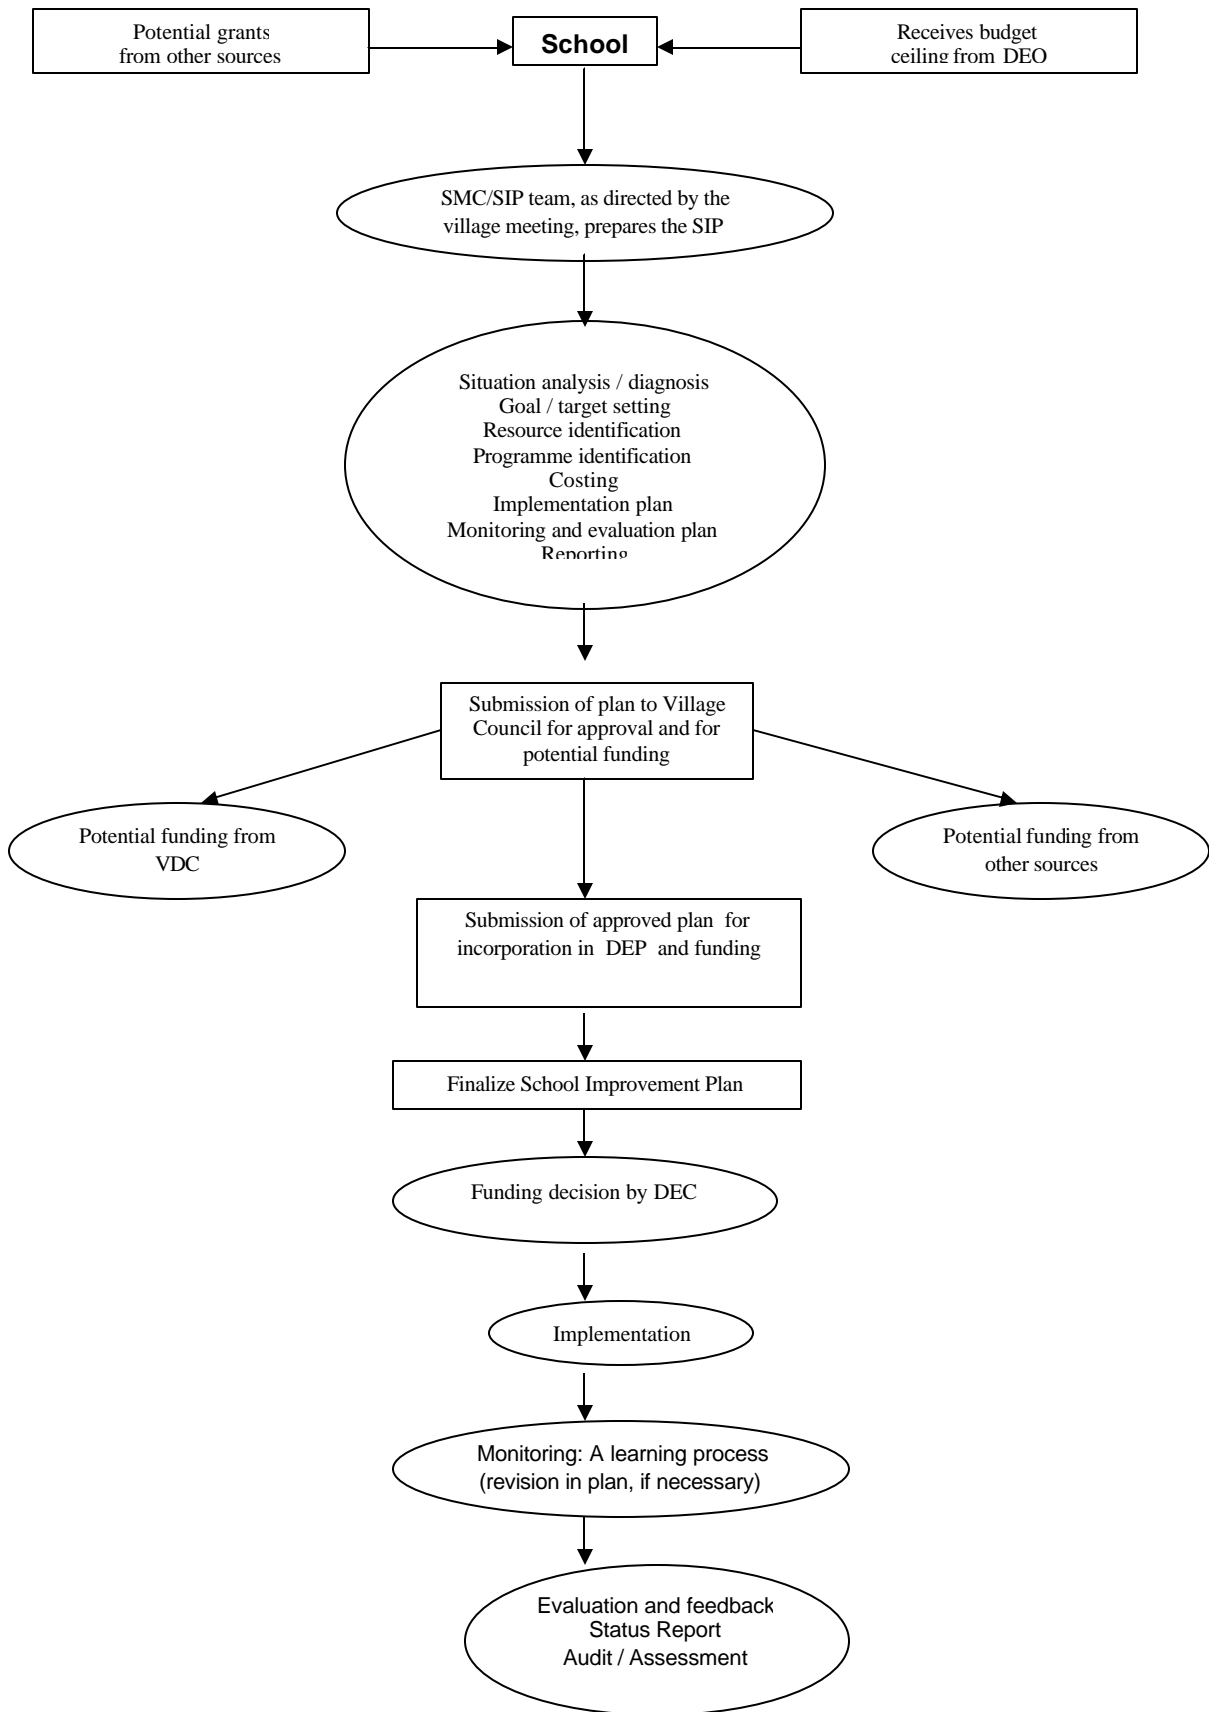 Potential grants
from other sources
School
Receives budget
ceiling from DEO
SMC/SIP team, as directed by the
village meeting, prepares the SIP
Situation analysis / diagnosis
Goal / target setting
Resource identification
Programme identification
Costing
Implementation plan
Monitoring and evaluation plan
Reporting
Submission of plan to Village
Council for approval and for
potential funding
Potential funding from
VDC
Potential funding from
other sources
Submission of approved plan for
incorporation in DEP and funding
Finalize School Improvement Plan
Funding decision by DEC
Implementation
Monitoring: A learning process
(revision in plan, if necessary)
Evaluation and feedback
Status Report
Audit / Assessment